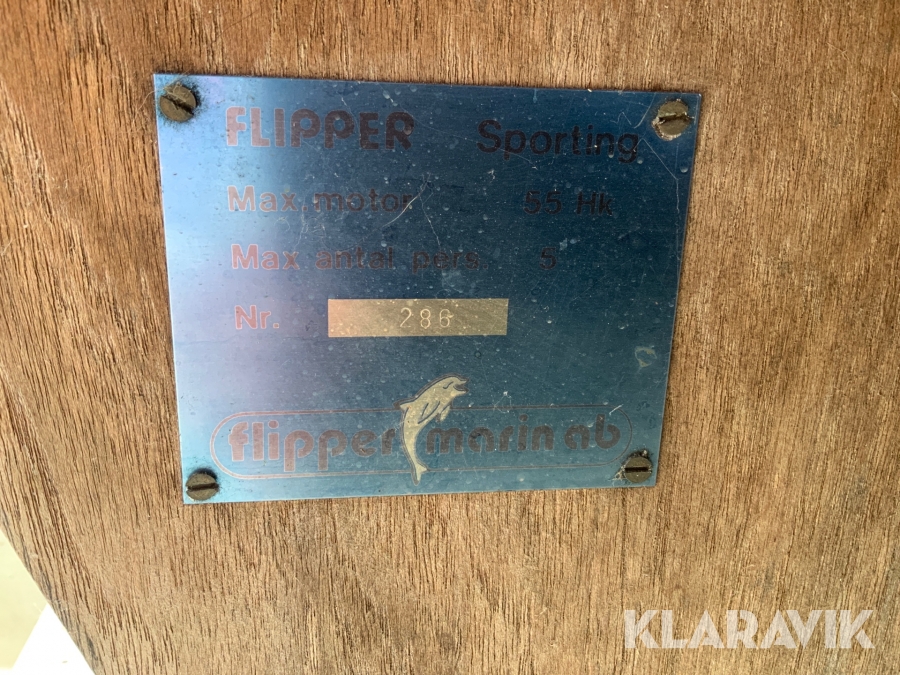 FLIPPER Sporting
Max. motor 55 Hk
Max antal pers 5
Nr. 286
flipper marin ab
KLARAVIK